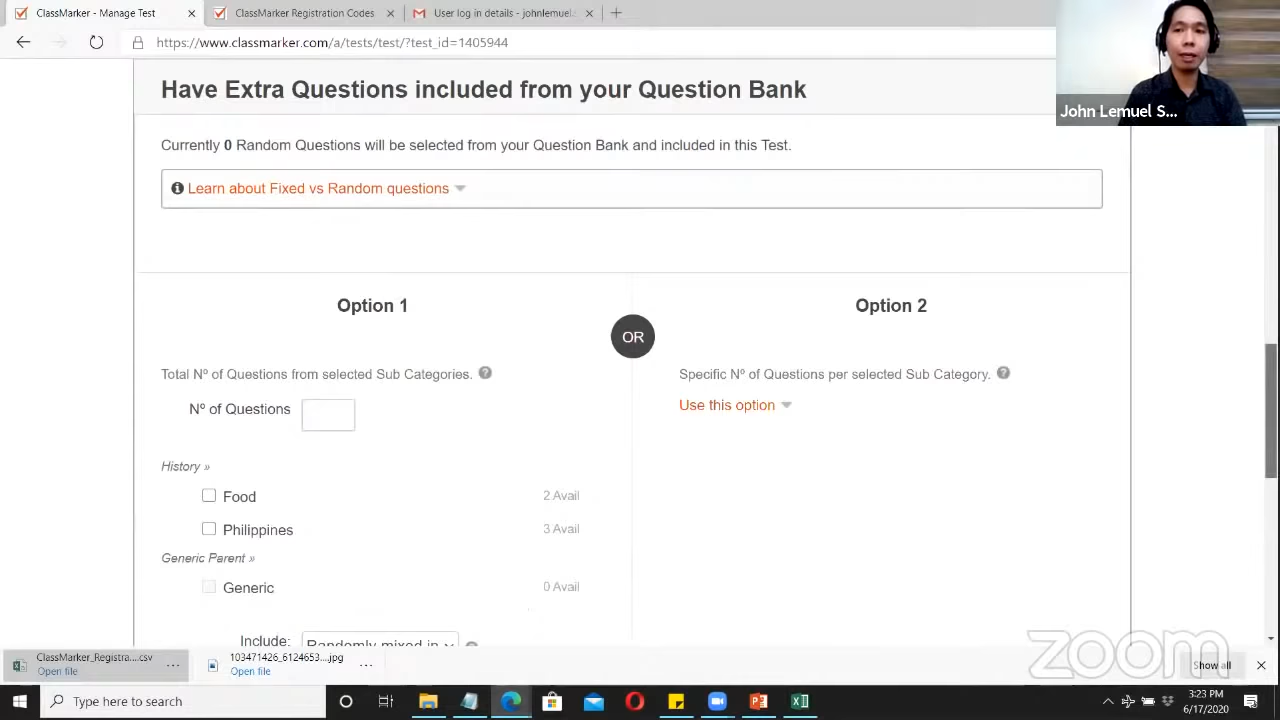 ClassMarker - Manage Test
ClassMarker Registration Codes
User log in details - johnlemuel
https://www.classmarker.com/a/tests/test/?test_id=1405944
John Lemuel S...
Have Extra Questions included from your Question Bank
Currently 0 Random Questions will be selected from your Question Bank and included in this Test.
Learn about Fixed vs Random questions
Option 1
OR
Option 2
Total Nº of Questions from selected Sub Categories.
Specific Nº of Questions per selected Sub Category.
Nº of Questions
Use this option
History »
Food 2 Avail
Philippines 3 Avail
Generic Parent »
Generic 0 Avail
Include: Randomly mixed in
zoom
ClassMarker_Registra....csv
Open file
103471426_6124653....jpg
Open file
Show all
Type here to search
3:23 PM
6/17/2020